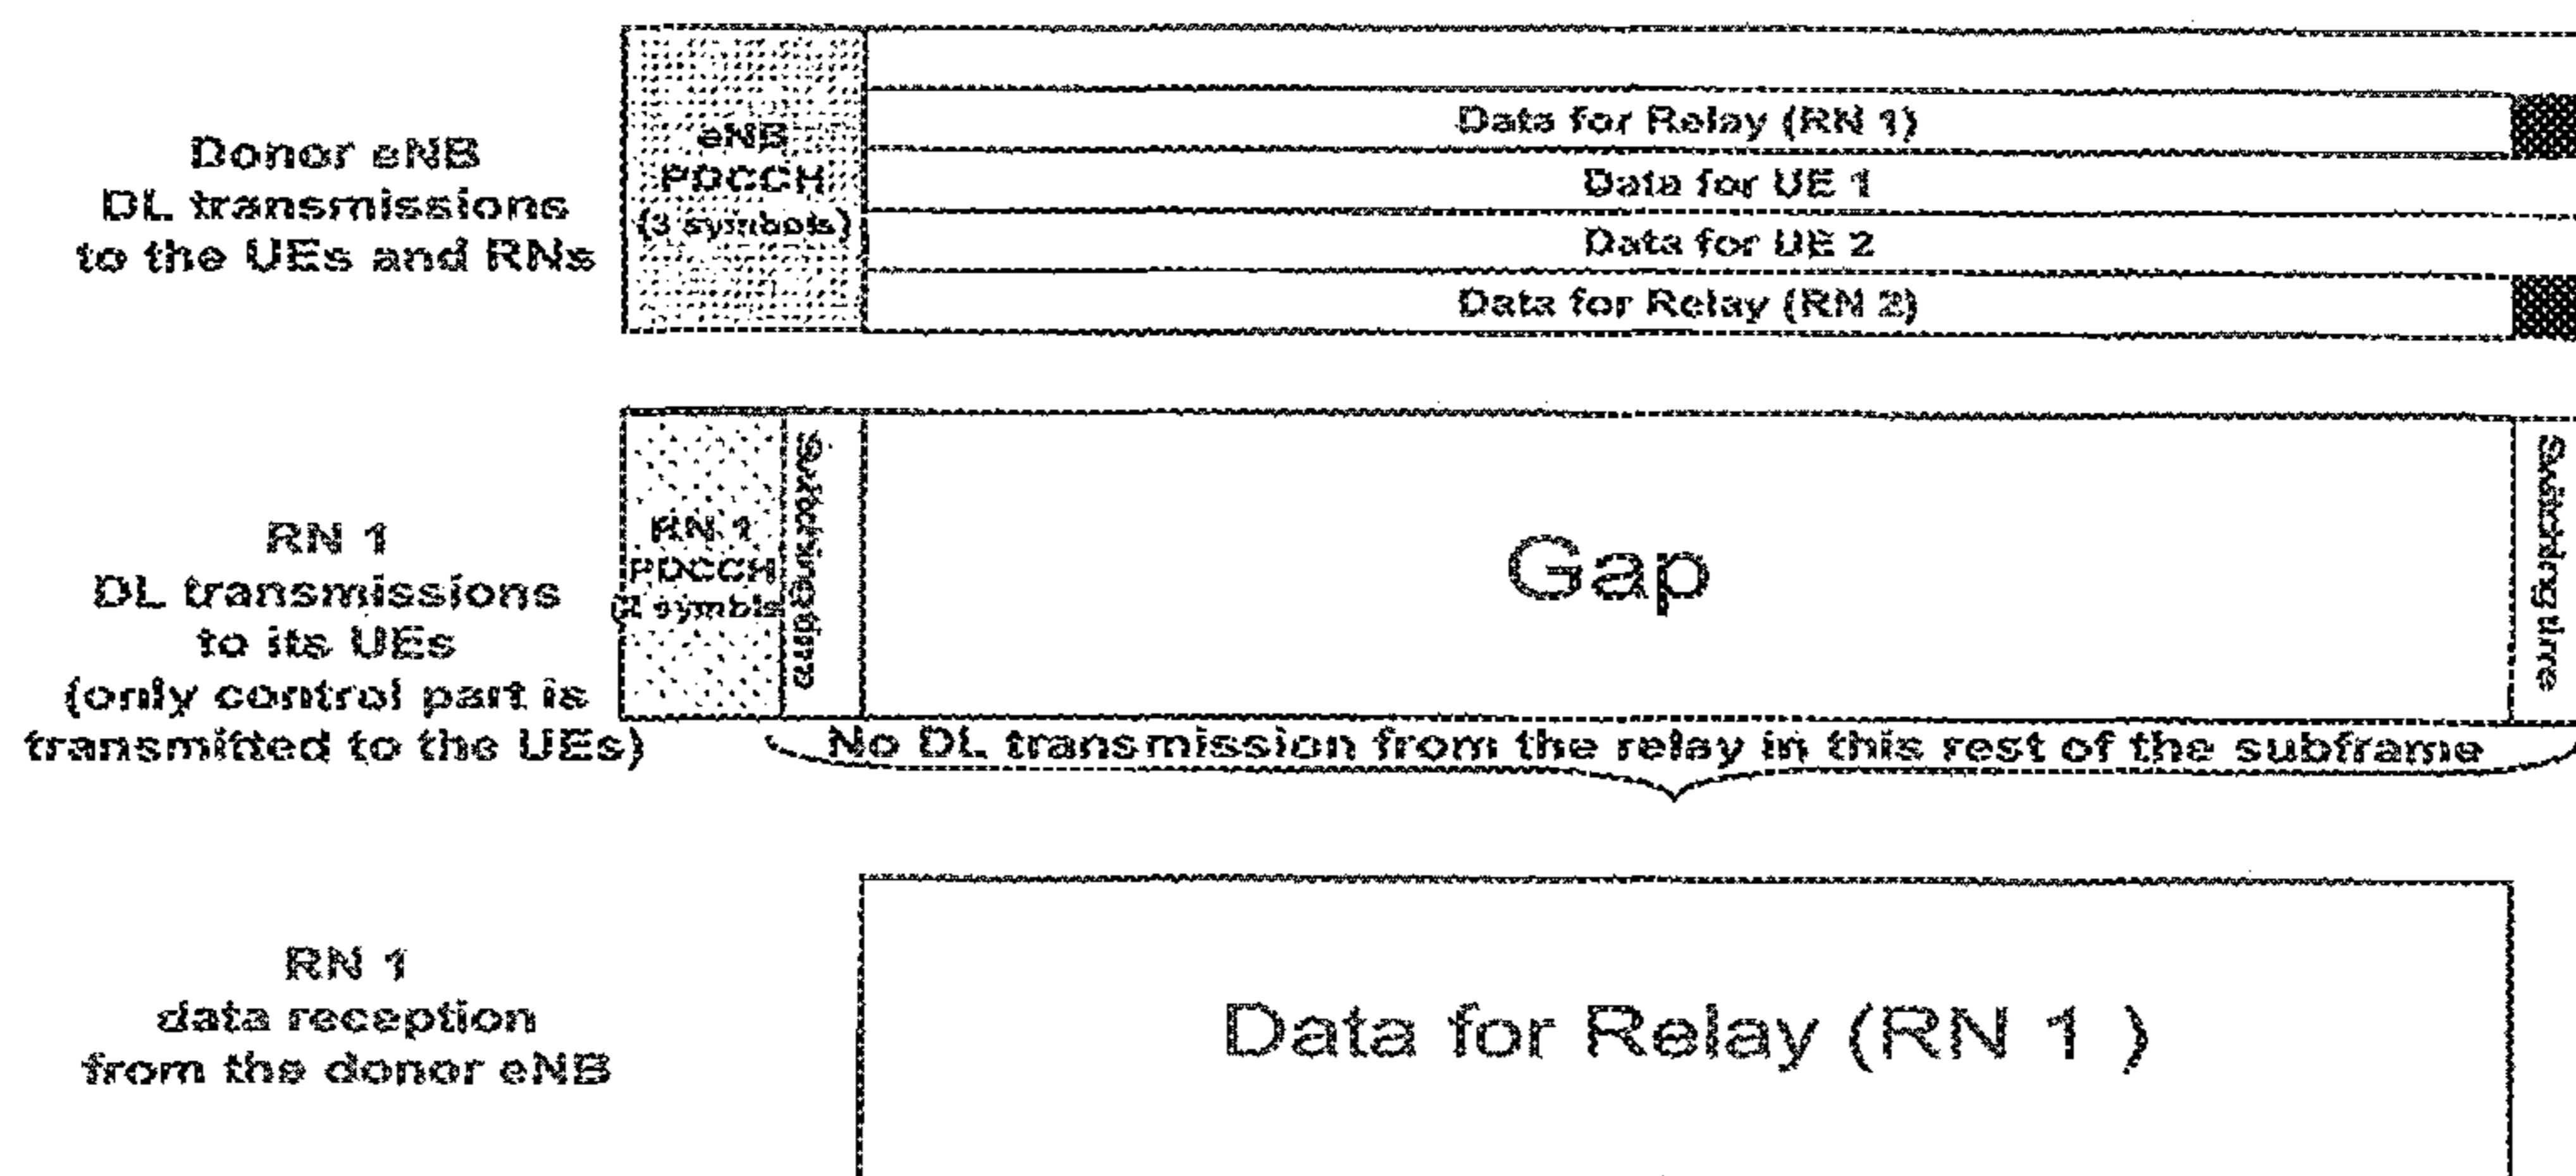 Donor eNB
DL transmissions
to the UEs and RNs
eNB
PDCCH
(3 symbols)
Data for Relay (RN 1)
Data for UE 1
Data for UE 2
Data for Relay (RN 2)
RN 1
DL transmissions
to its UEs
(only control part is
transmitted to the UEs)
RN 1
PDCCH
symbls
Switching time
Gap
Switching time
No DL transmission from the relay in this rest of the subframe
RN 1
data reception
from the donor eNB
Data for Relay (RN 1 )